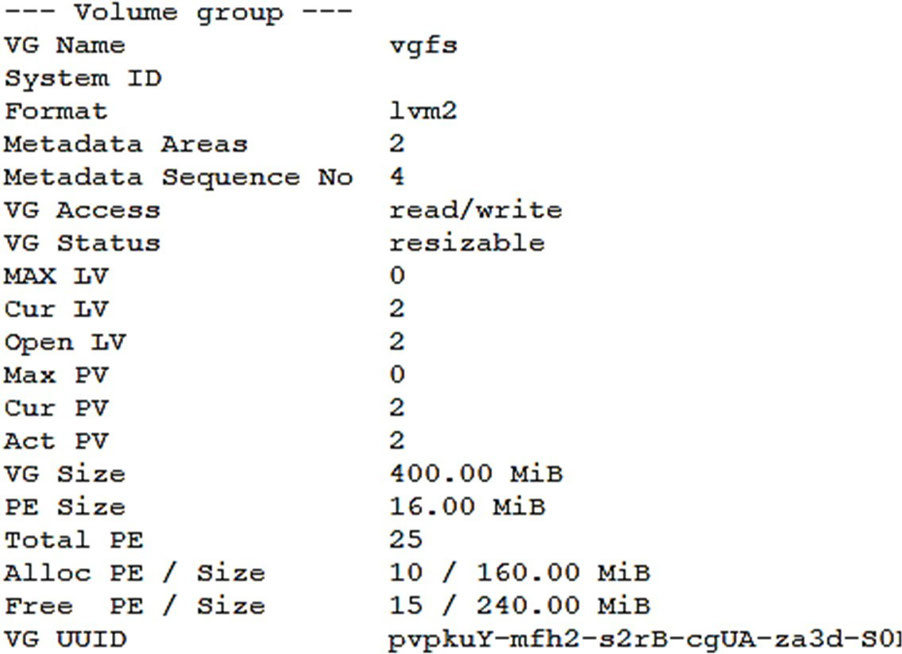 --- Volume group ---
VG Name vgfs
System ID
Format lvm2
Metadata Areas 2
Metadata Sequence No 4
VG Access read/write
VG Status resizable
MAX LV 0
Cur LV 2
Open LV 2
Max PV 0
Cur PV 2
Act PV 2
VG Size 400.00 MiB
PE Size 16.00 MiB
Total PE 25
Alloc PE / Size 10 / 160.00 MiB
Free PE / Size 15 / 240.00 MiB
VG UUID pvpkuY-mfh2-s2rB-cgUA-za3d-S0